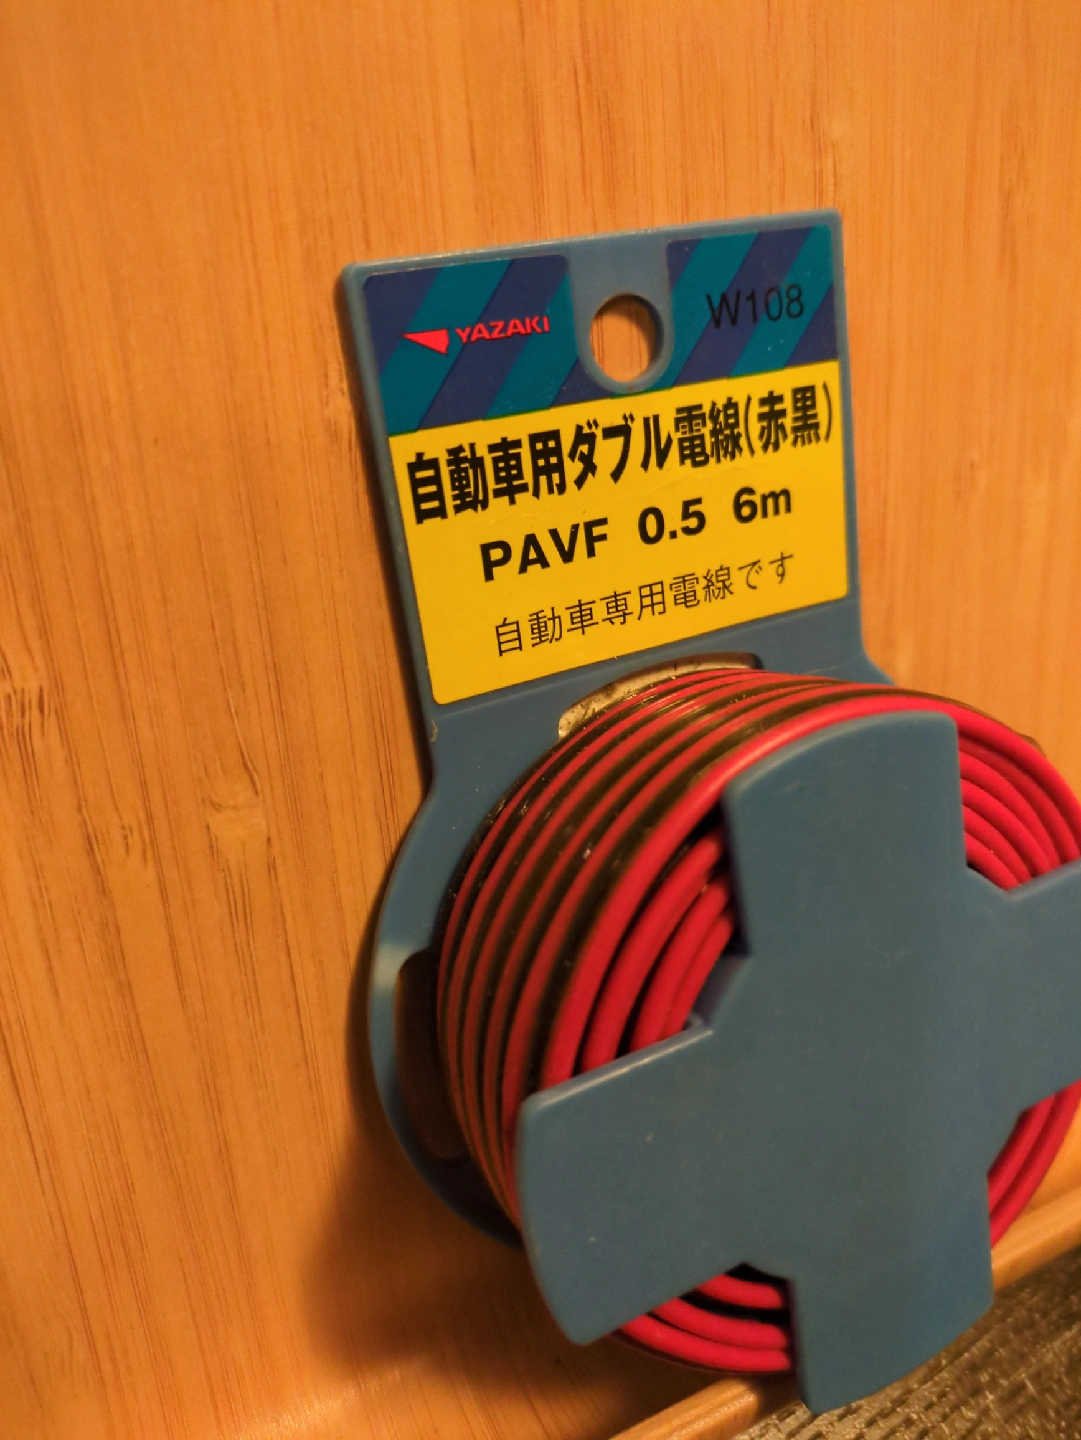 YAZAKI
W108
自動車用ダブル電線(赤黒)
PAVF 0.5 6m
自動車専用電線です